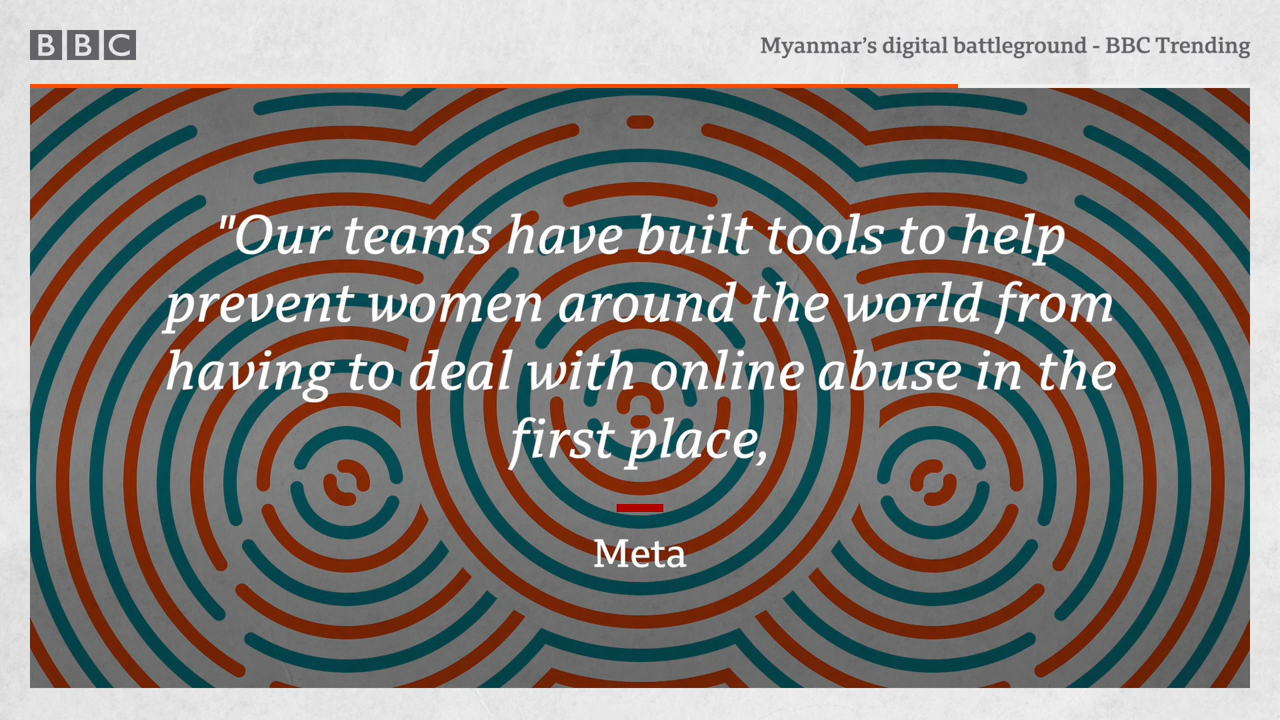 BBC
Myanmar’s digital battleground - BBC Trending
"Our teams have built tools to help
prevent women around the world from
having to deal with online abuse in the
first place,
Meta